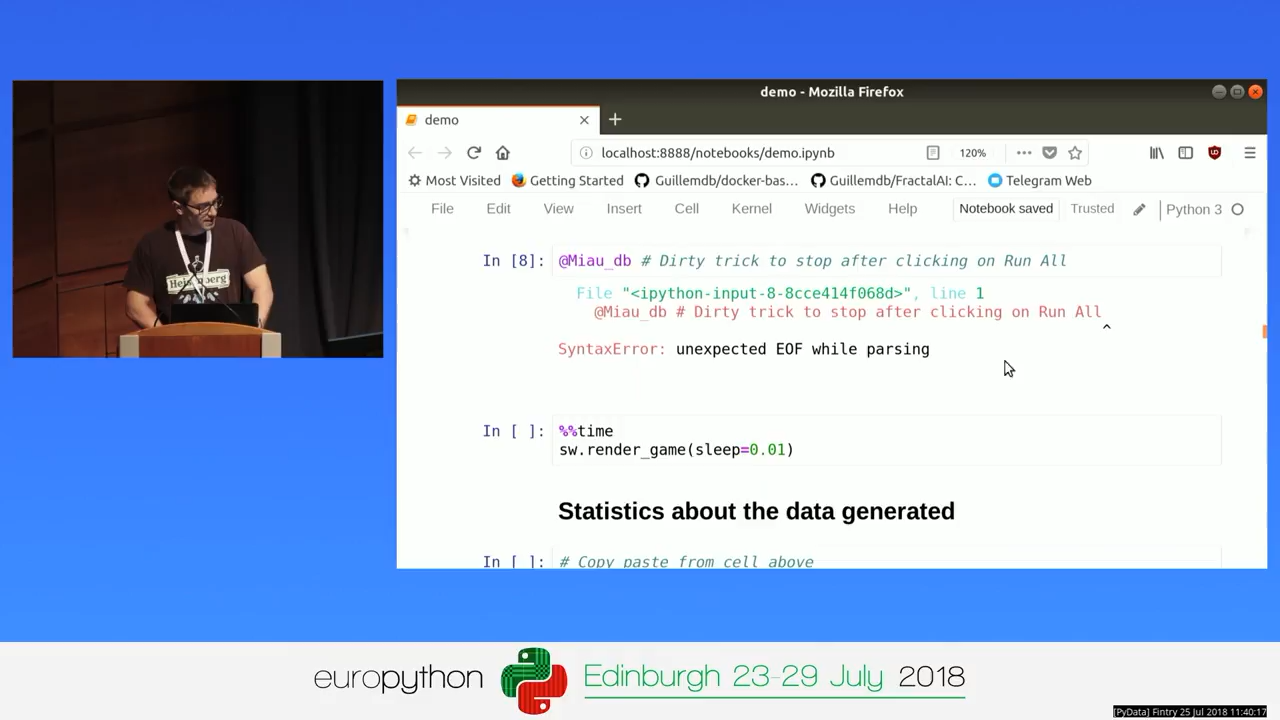 demo - Mozilla Firefox
demo
localhost:8888/notebooks/demo.ipynb
120%
Most Visited
Getting Started
Guillemdb/docker-bas...
Guillemdb/FractalAI: C...
Telegram Web
File Edit View Insert Cell Kernel Widgets Help
Notebook saved
Trusted
Python 3
In [8]: @Miau_db # Dirty trick to stop after clicking on Run All
File "<ipython-input-8-8cce414f068d>", line 1
@Miau_db # Dirty trick to stop after clicking on Run All
^
SyntaxError: unexpected EOF while parsing
In [ ]: %%time
sw.render_game(sleep=0.01)
Statistics about the data generated
In [ ]: # Copy paste from cell above
europython
Edinburgh 23-29 July 2018
[PyData] Fintry 25 Jul 2018 11:40:17